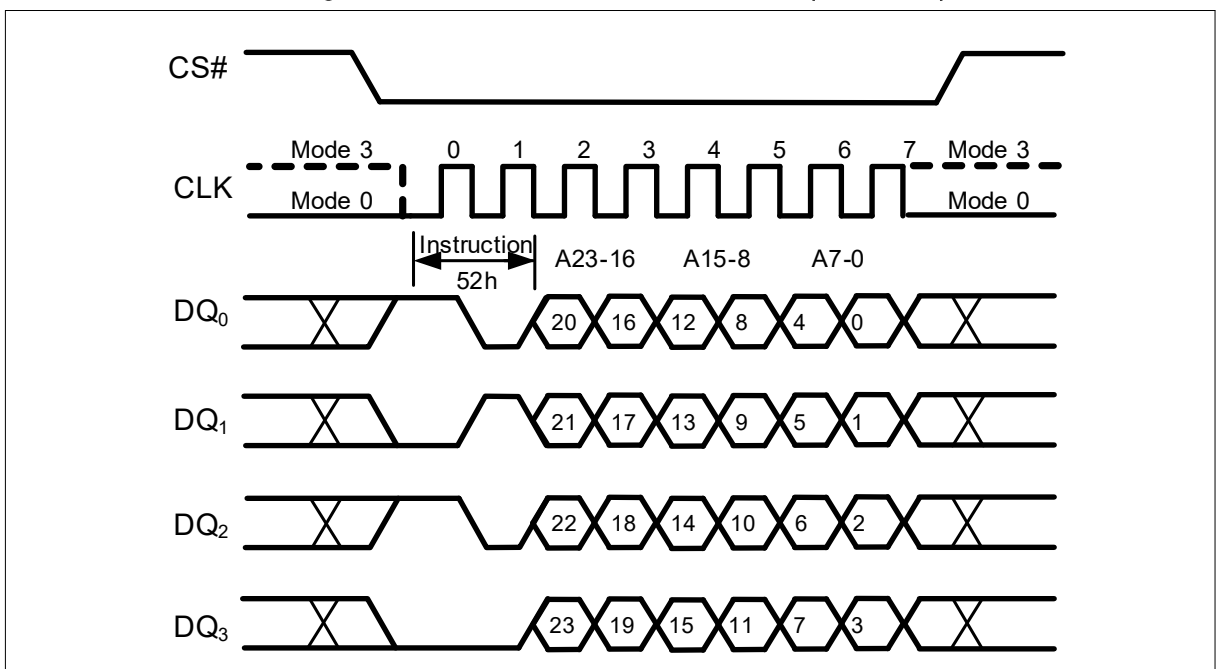 CS#
Mode 3 0 1 2 3 4 5 6 7 Mode 3
CLK
Mode 0 Mode 0
Instruction
52h
A23-16 A15-8 A7-0
DQ₀ 20 16 12 8 4 0
DQ₁ 21 17 13 9 5 1
DQ₂ 22 18 14 10 6 2
DQ₃ 23 19 15 11 7 3